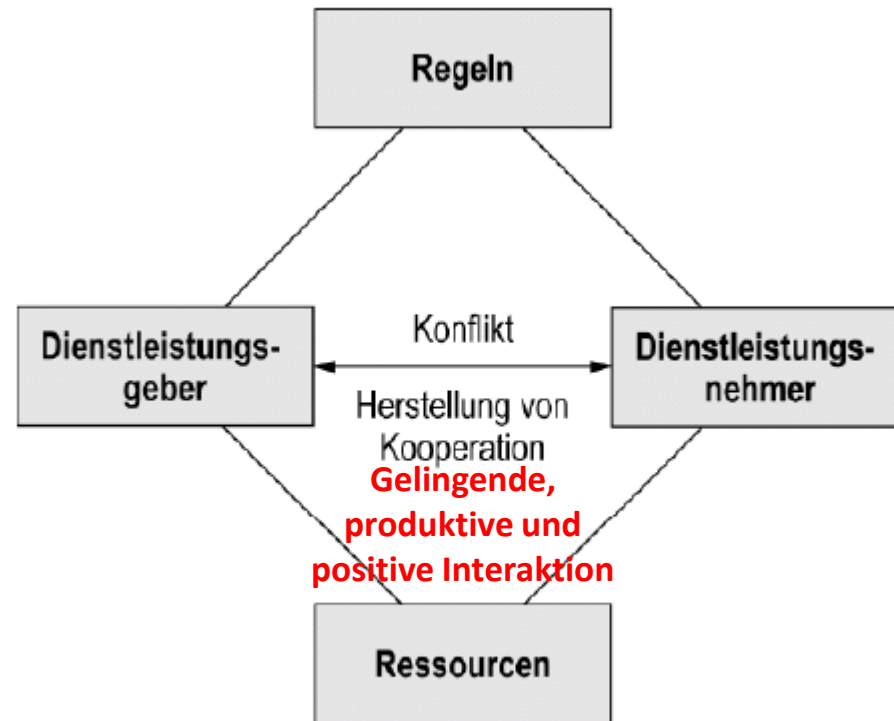 Regeln
Dienstleistungs-
geber
Konflikt
Herstellung von
Kooperation
Gelingende,
produktive und
positive Interaktion
Dienstleistungs-
nehmer
Ressourcen